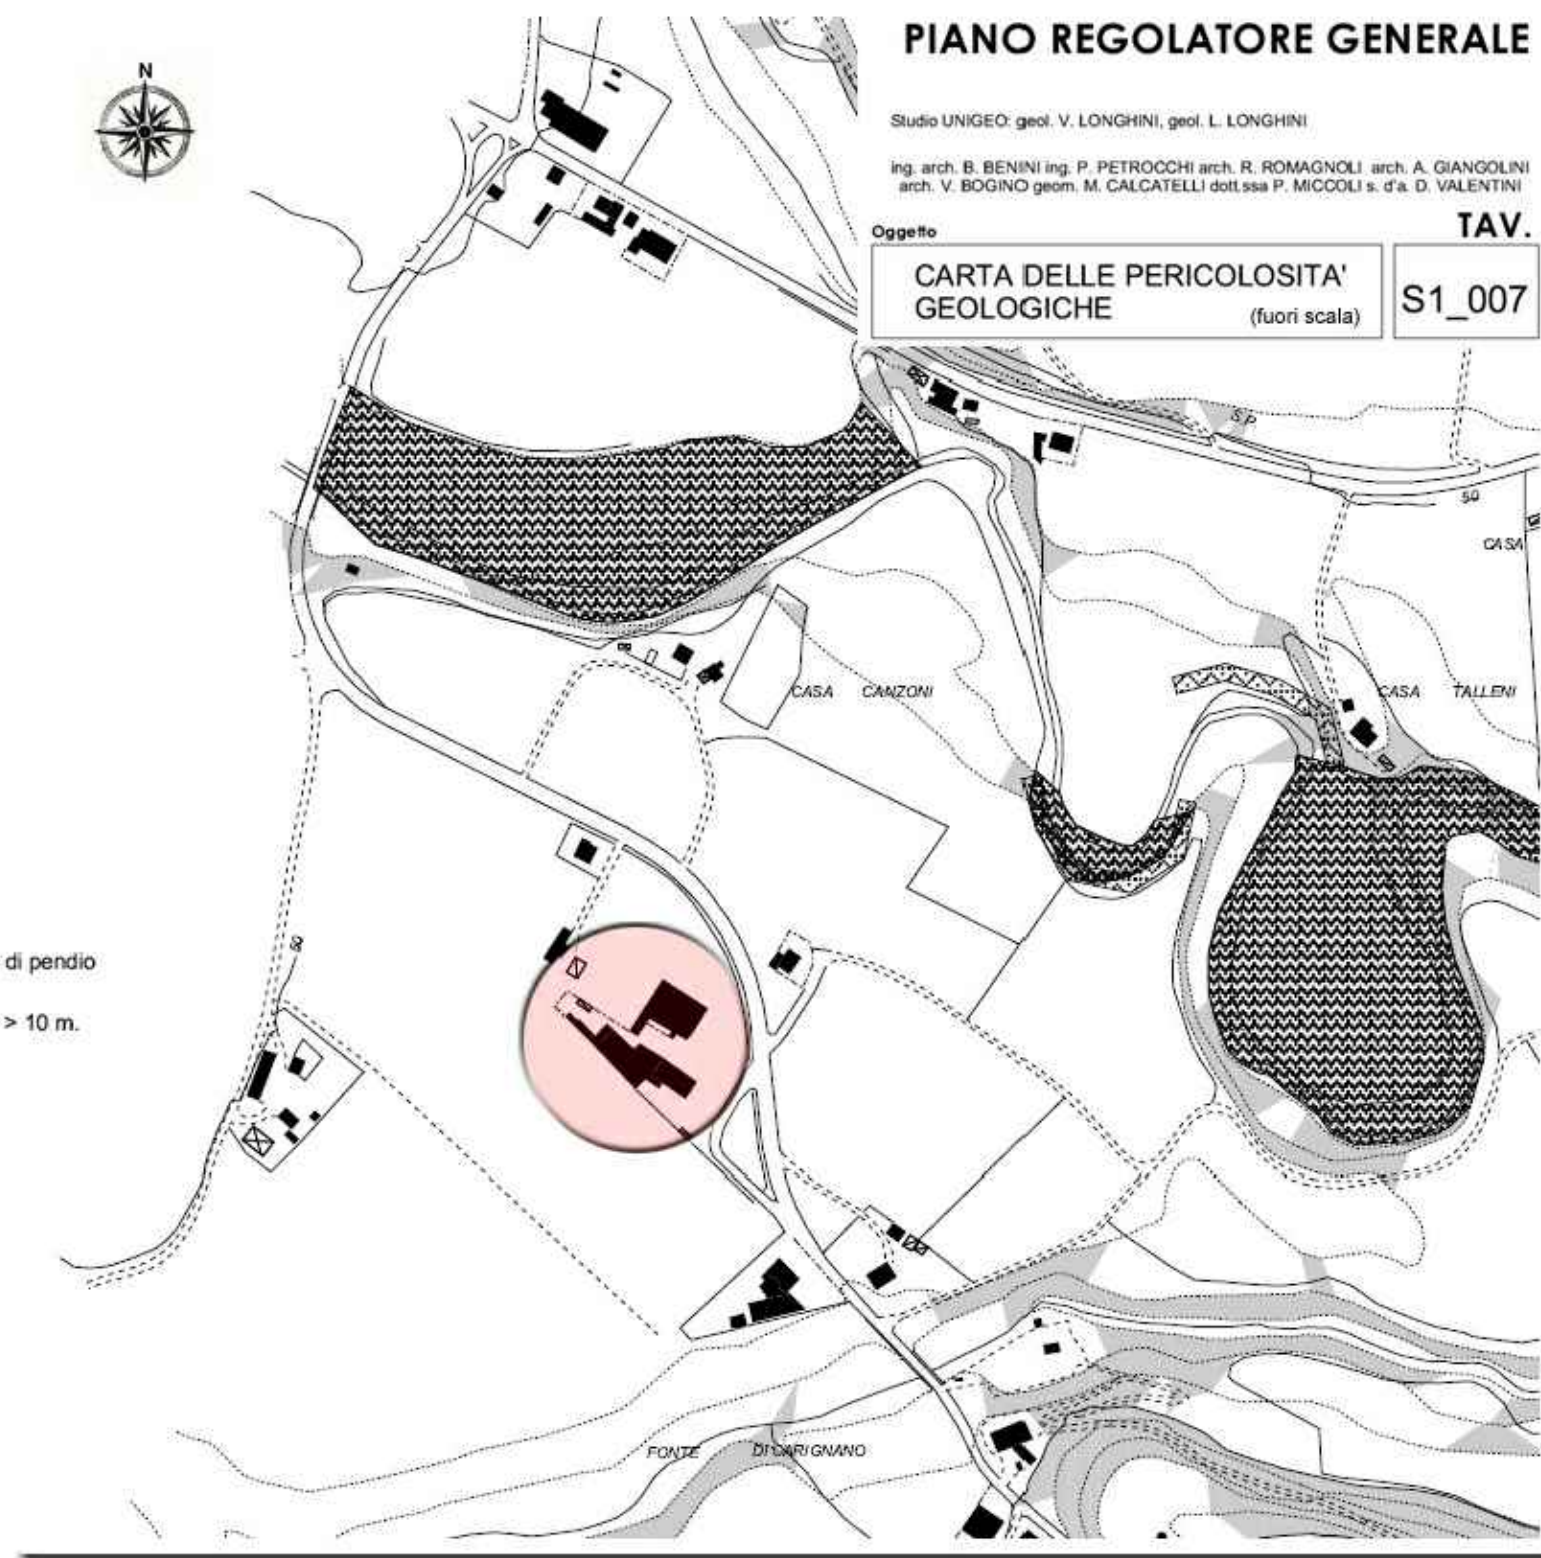 N
PIANO REGOLATORE GENERALE
Studio UNIGEO: geol. V. LONGHINI, geol. L. LONGHINI
ing. arch. B. BENINI ing. P. PETROCCHI arch. R. ROMAGNOLI arch. A. GIANGOLINI
arch. V. BOGINO geom. M. CALCATELLI dott.ssa P. MICCOLI s. d'a. D. VALENTINI
Oggetto
TAV.
CARTA DELLE PERICOLOSITA'
GEOLOGICHE
(fuori scala)
S1_007
S.P.
50
CASA
CASA CANZONI
CASA TALLENI
di pendio
> 10 m.
FONTE DI CARIGNANO